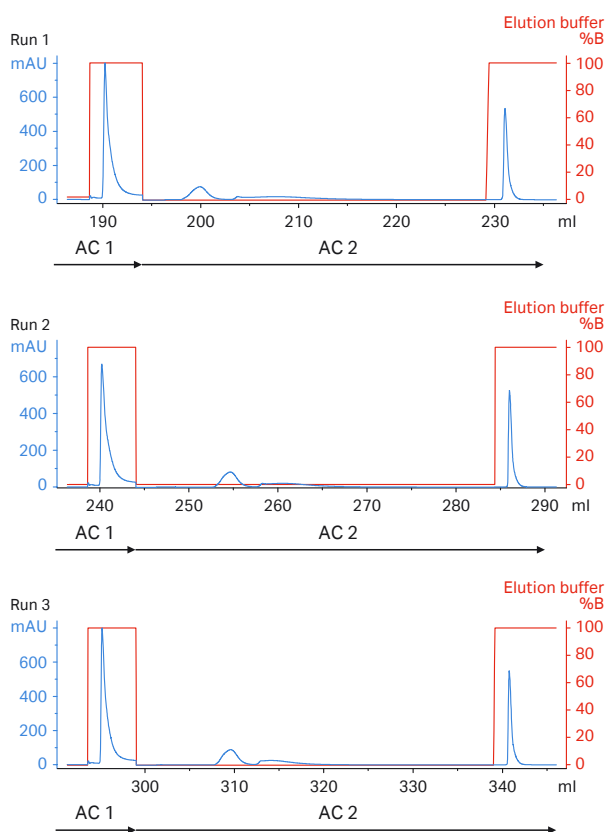 Elution buffer
%B
Run 1
mAU
600
400
200
0
100
80
60
40
20
0
190 200 210 220 230 ml
AC 1 AC 2
Elution buffer
%B
Run 2
mAU
600
400
200
0
100
80
60
40
20
0
240 250 260 270 280 290 ml
AC 1 AC 2
Elution buffer
%B
Run 3
mAU
600
400
200
0
100
80
60
40
20
0
300 310 320 330 340 ml
AC 1 AC 2